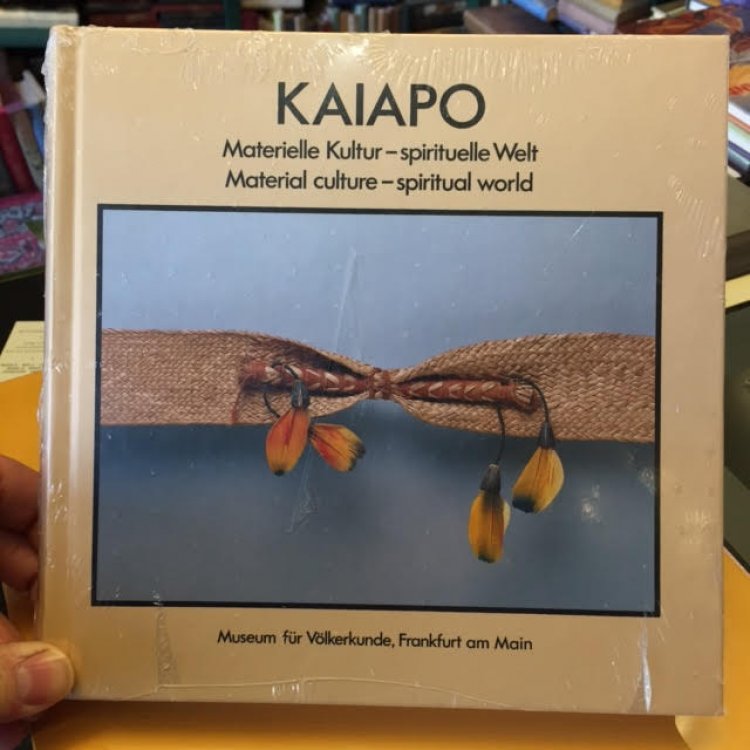 KAIAPO
Materielle Kultur – spirituelle Welt
Material culture – spiritual world
Museum für Völkerkunde, Frankfurt am Main